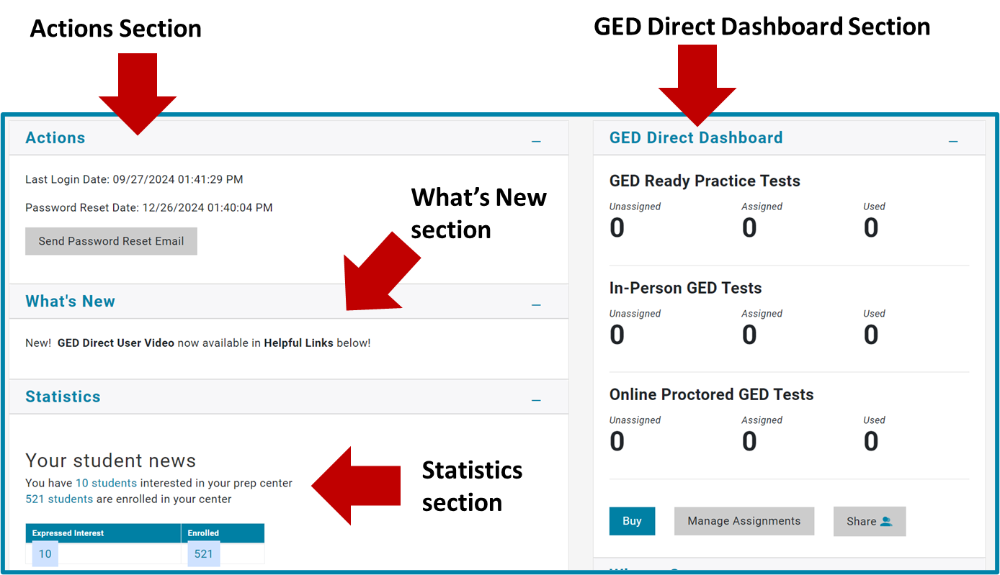 Actions Section
GED Direct Dashboard Section
Actions
Last Login Date: 09/27/2024 01:41:29 PM
Password Reset Date: 12/26/2024 01:40:04 PM
Send Password Reset Email
What’s New
section
What's New
New!  GED Direct User Video now available in Helpful Links below!
Statistics
Your student news
You have 10 students interested in your prep center
521 students are enrolled in your center
Statistics
section
Expressed Interest Enrolled
10 521
GED Direct Dashboard
GED Ready Practice Tests
Unassigned Assigned Used
0 0 0
In-Person GED Tests
Unassigned Assigned Used
0 0 0
Online Proctored GED Tests
Unassigned Assigned Used
0 0 0
Buy Manage Assignments Share